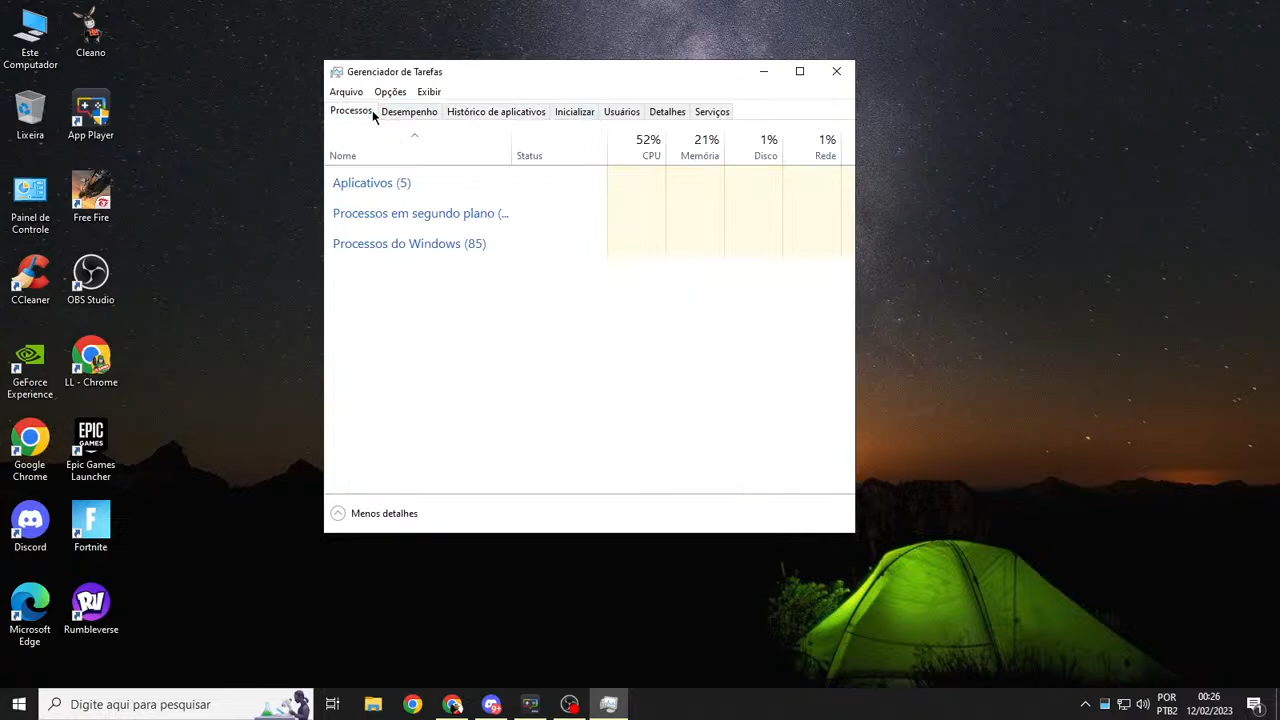 Este
Computador
Cleano
Lixeira
App Player
Painel de
Controle
Free Fire
CCleaner
OBS Studio
GeForce
Experience
LL - Chrome
Google
Chrome
EPIC
GAMES
Epic Games
Launcher
Discord
Fortnite
Microsoft
Edge
Rumbleverse
Gerenciador de Tarefas
Arquivo Opções Exibir
Processos Desempenho Histórico de aplicativos Inicializar Usuários Detalhes Serviços
52% 21% 1% 1%
Nome Status CPU Memória Disco Rede
Aplicativos (5)
Processos em segundo plano (...
Processos do Windows (85)
Menos detalhes
Digite aqui para pesquisar
POR
PTB2
00:26
12/02/2023